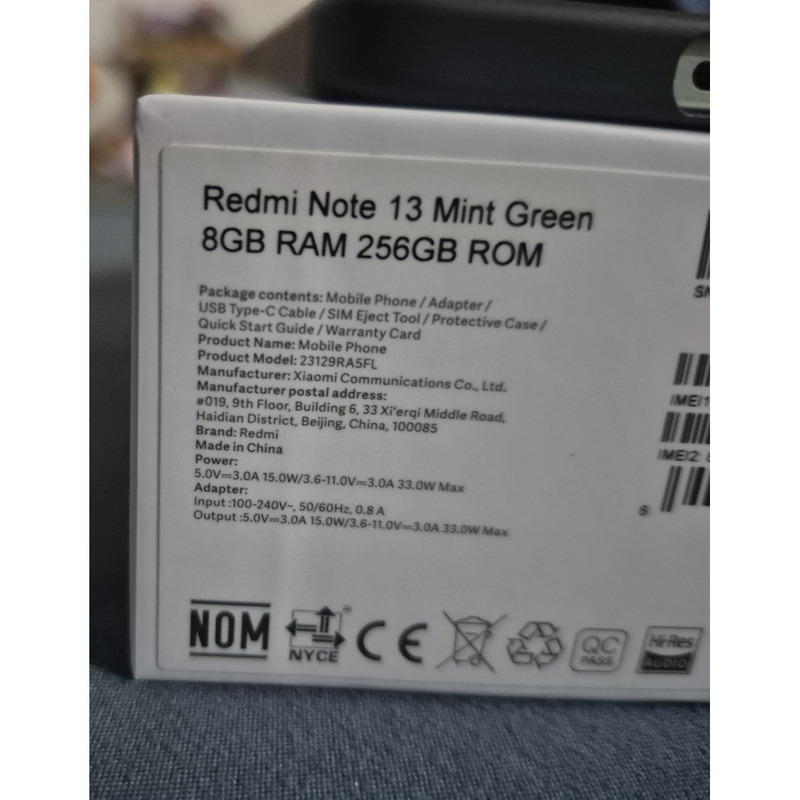 Redmi Note 13 Mint Green
8GB RAM 256GB ROM
Package contents: Mobile Phone / Adapter /
USB Type-C Cable / SIM Eject Tool / Protective Case /
Quick Start Guide / Warranty Card
Product Name: Mobile Phone
Product Model: 23129RA5FL
Manufacturer: Xiaomi Communications Co., Ltd.
Manufacturer postal address:
#019, 9th Floor, Building 6, 33 Xi'erqi Middle Road,
Haidian District, Beijing, China, 100085
Brand: Redmi
Made in China
Power:
5.0V⎓3.0A 15.0W/3.6-11.0V⎓3.0A 33.0W Max
Adapter:
Input :100-240V~, 50/60Hz, 0.8 A
Output :5.0V⎓3.0A 15.0W/3.6-11.0V⎓3.0A 33.0W Max
SN
IMEI1
IMEI2: 8
6
NOM
NYCE
CE
QC
PASS
Hi-Res
AUDIO